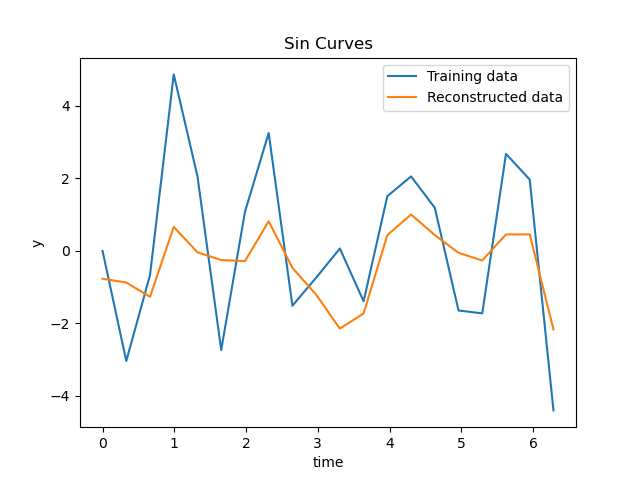 Sin Curves
Training data
Reconstructed data
4
2
0
−2
−4
y
0 1 2 3 4 5 6
time